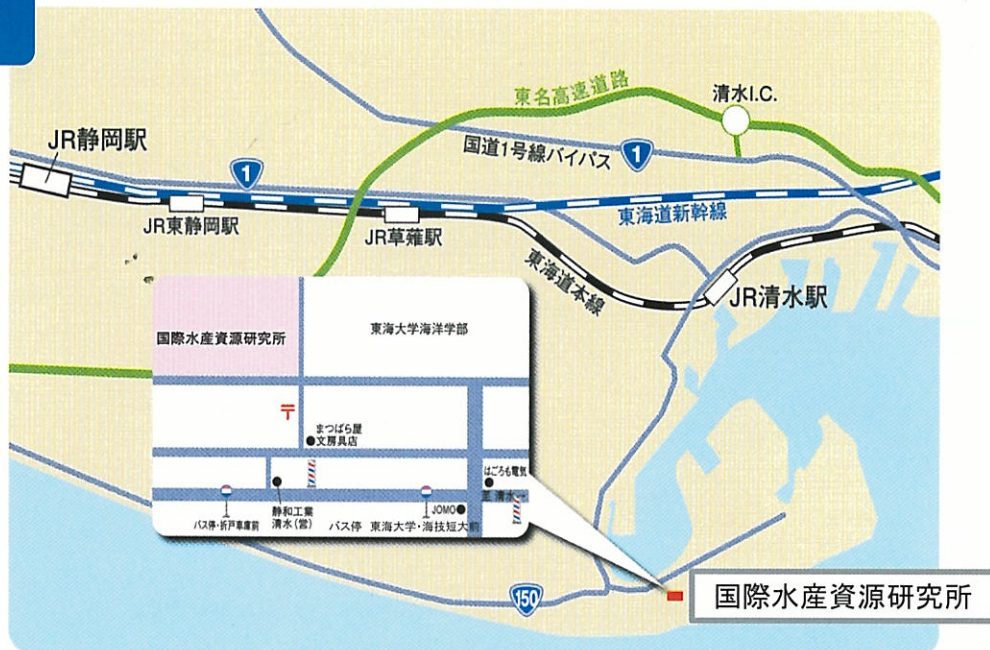 東名高速道路
清水I.C.
国道1号線バイパス
1
JR静岡駅
1
JR東静岡駅
JR草薙駅
東海道新幹線
東海道本線
JR清水駅
国際水産資源研究所
東海大学海洋学部
〒
まつばら屋
文房具店
はごろも電気
至 清水→
静和工業
清水(営)
JOMO
バス停・折戸車庫前
バス停 東海大学・海技短大前
150
国際水産資源研究所